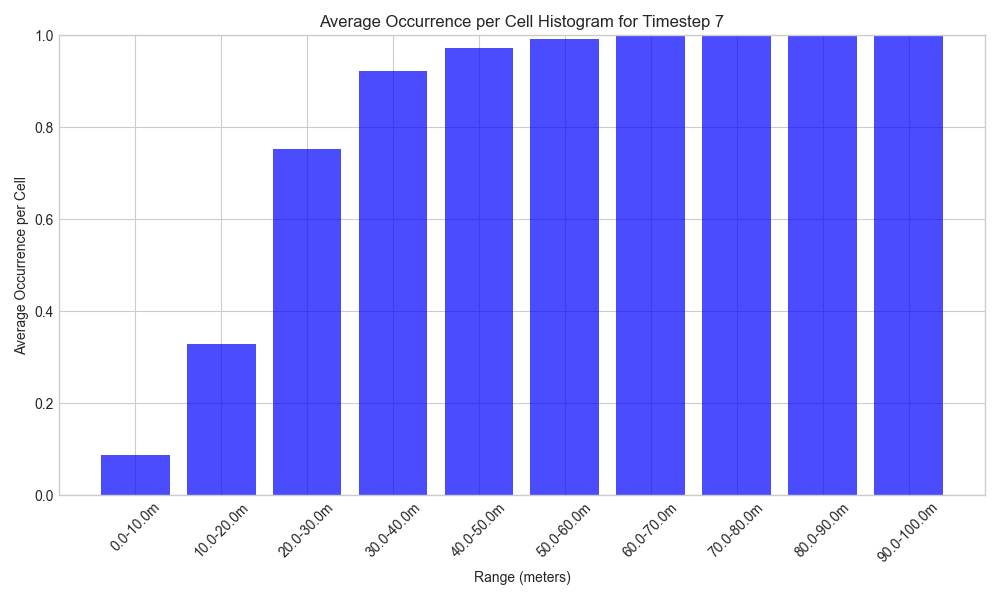 Average Occurrence per Cell Histogram for Timestep 7
1.0
0.8
0.6
0.4
0.2
0.0
Average Occurrence per Cell
0.0-10.0m
10.0-20.0m
20.0-30.0m
30.0-40.0m
40.0-50.0m
50.0-60.0m
60.0-70.0m
70.0-80.0m
80.0-90.0m
90.0-100.0m
Range (meters)